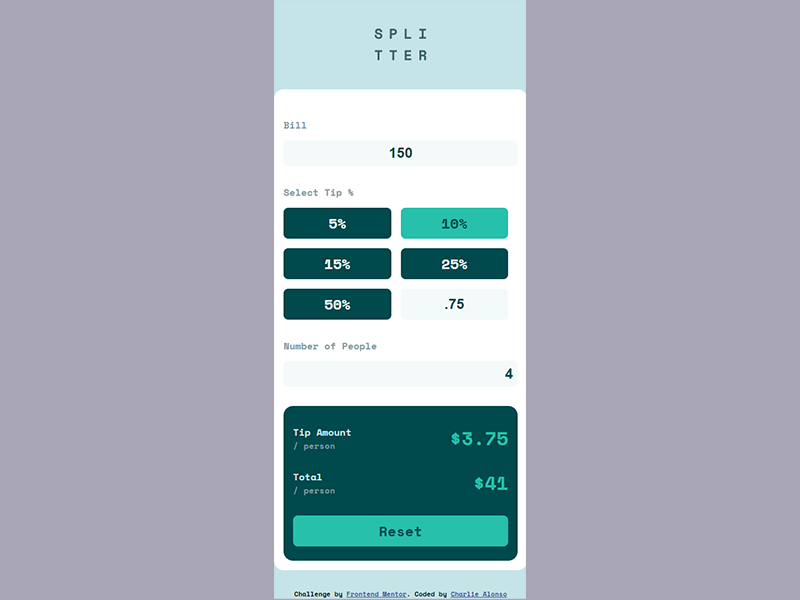 SPLI
TTER
Bill
150
Select Tip %
5%
10%
15%
25%
50%
.75
Number of People
4
Tip Amount
/ person
$3.75
Total
/ person
$41
Reset
Challenge by Frontend Mentor. Coded by Charlie Alonso